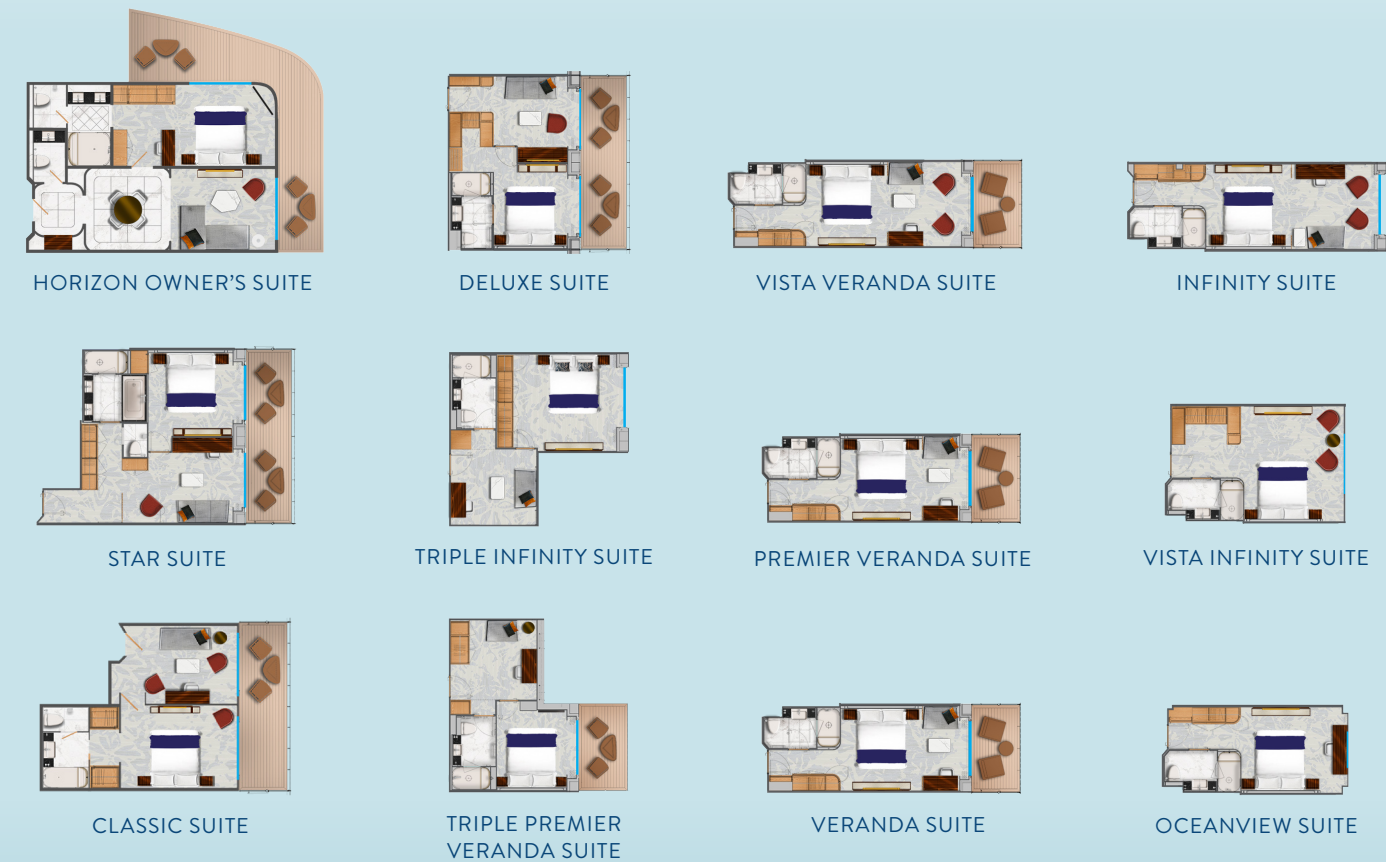 HORIZON OWNER'S SUITE
DELUXE SUITE
VISTA VERANDA SUITE
INFINITY SUITE
STAR SUITE
TRIPLE INFINITY SUITE
PREMIER VERANDA SUITE
VISTA INFINITY SUITE
CLASSIC SUITE
TRIPLE PREMIER
VERANDA SUITE
VERANDA SUITE
OCEANVIEW SUITE